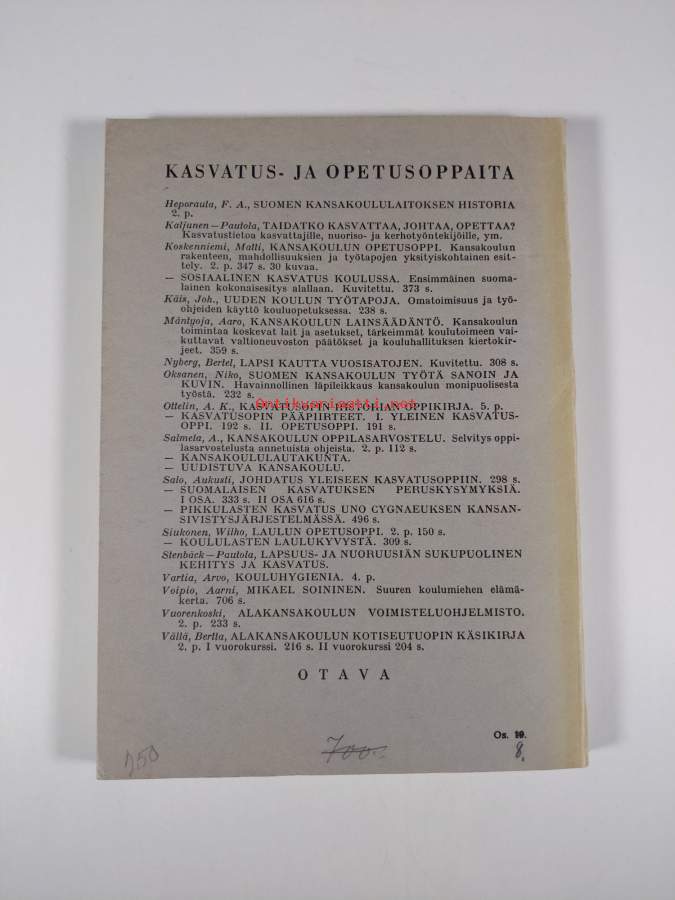 KASVATUS- JA OPETUSOPPAITA
Heporauta, F. A., SUOMEN KANSAKOULULAITOKSEN HISTORIA
2. p.
Kaljunen—Pautola, TAIDATKO KASVATTAA, JOHTAA, OPETTAA?
Kasvatustietoa kasvattajille, nuoriso- ja kerhotyöntekijöille, ym.
Koskenniemi, Matti, KANSAKOULUN OPETUSOPPI. Kansakoulun
rakenteen, mahdollisuuksien ja työtapojen yksityiskohtainen esit-
tely. 2. p. 347 s. 30 kuvaa.
— SOSIAALINEN KASVATUS KOULUSSA. Ensimmäinen suoma-
lainen kokonaisesitys alallaan. Kuvitettu. 373 s.
Käis, Joh., UUDEN KOULUN TYÖTAPOJA. Omatoimisuus ja työ-
ohjeiden käyttö kouluopetuksessa. 238 s.
Mäntyoja, Aaro, KANSAKOULUN LAINSÄÄDÄNTÖ. Kansakoulun
toimintaa koskevat lait ja asetukset, tärkeimmät koulutoimeen vai-
kuttavat valtioneuvoston päätökset ja kouluhallituksen kiertokir-
jeet. 359 s.
Nyberg, Bertel, LAPSI KAUTTA VUOSISATOJEN. Kuvitettu. 308 s.
Oksanen, Niko, SUOMEN KANSAKOULUN TYÖTÄ SANOIN JA
KUVIN. Havainnollinen läpileikkaus kansakoulun monipuolisesta
työstä. 232 s.
Antikvariaatti.net
Ottelin, A. K., KASVATUSOPIN HISTORIAN OPPIKIRJA. 5. p.
— KASVATUSOPIN PÄÄPIIRTEET. I. YLEINEN KASVATUS-
OPPI. 192 s. II. OPETUSOPPI. 191 s.
Salmela, A., KANSAKOULUN OPPILASARVOSTELU. Selvitys oppi-
lasarvostelusta annetuista ohjeista. 2. p. 112 s.
— KANSAKOULULAUTAKUNTA.
— UUDISTUVA KANSAKOULU.
Salo, Aukusti, JOHDATUS YLEISEEN KASVATUSOPPIIN. 298 s.
— SUOMALAISEN KASVATUKSEN PERUSKYSYMYKSIÄ.
I OSA. 333 s. II OSA 616 s.
— PIKKULASTEN KASVATUS UNO CYGNAEUKSEN KANSAN-
SIVISTYSJÄRJESTELMÄSSÄ. 496 s.
Siukonen, Wilho, LAULUN OPETUSOPPI. 2. p. 150 s.
— KOULULASTEN LAULUKYVYSTÄ. 309 s.
Stenbäck—Pautola, LAPSUUS- JA NUORUUSIÄN SUKUPUOLINEN
KEHITYS JA KASVATUS.
Vartia, Arvo, KOULUHYGIENIA. 4. p.
Voipio, Aarni, MIKAEL SOININEN. Suuren koulumiehen elämä-
kerta. 706 s.
Vuorenkoski, ALAKANSAKOULUN VOIMISTELUOHJELMISTO.
2. p. 233 s.
Vällä, Bertta, ALAKANSAKOULUN KOTISEUTUOPIN KÄSIKIRJA
2. p. I vuorokurssi. 216 s. II vuorokurssi 204 s.
OTAVA
Os. 10.
8.
700:-